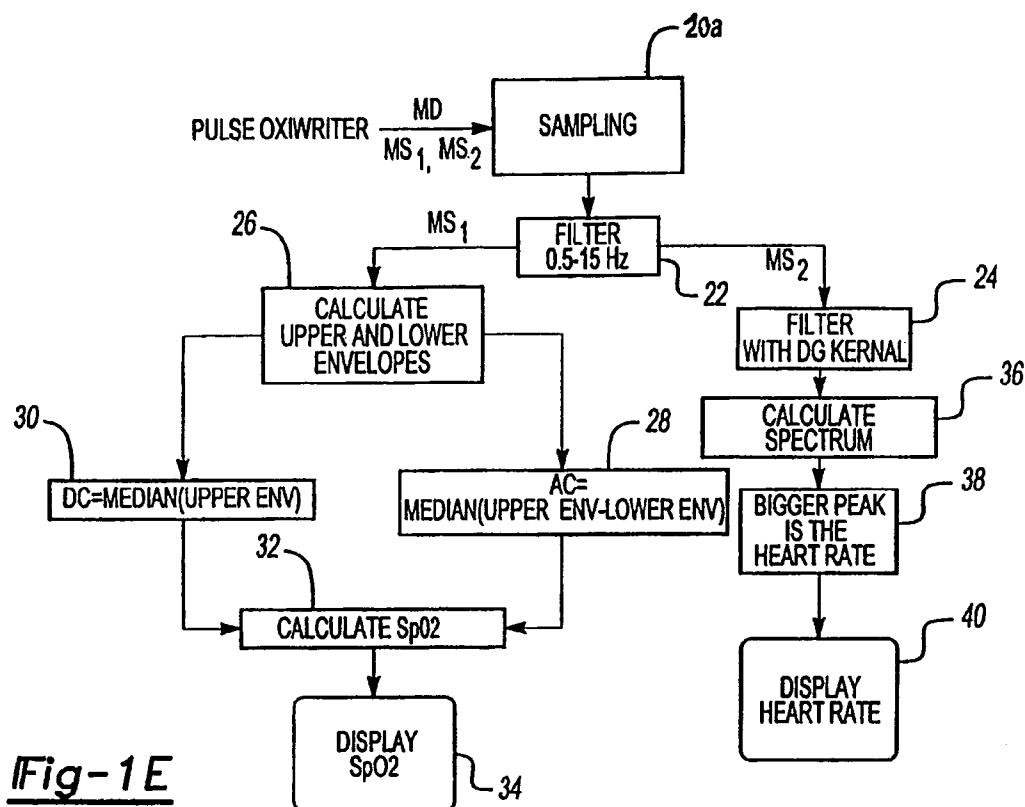 20a
PULSE OXIWRITER
MD
MS1, MS2
SAMPLING
MS1
FILTER
0.5-15 Hz
22
MS2
26
CALCULATE
UPPER AND LOWER
ENVELOPES
24
FILTER
WITH DG KERNAL
36
CALCULATE
SPECTRUM
30
DC=MEDIAN(UPPER ENV)
28
AC=
MEDIAN(UPPER ENV-LOWER ENV)
38
BIGGER PEAK
IS THE
HEART RATE
32
CALCULATE Sp02
40
DISPLAY
HEART RATE
DISPLAY
SpO2
34
Fig-1E